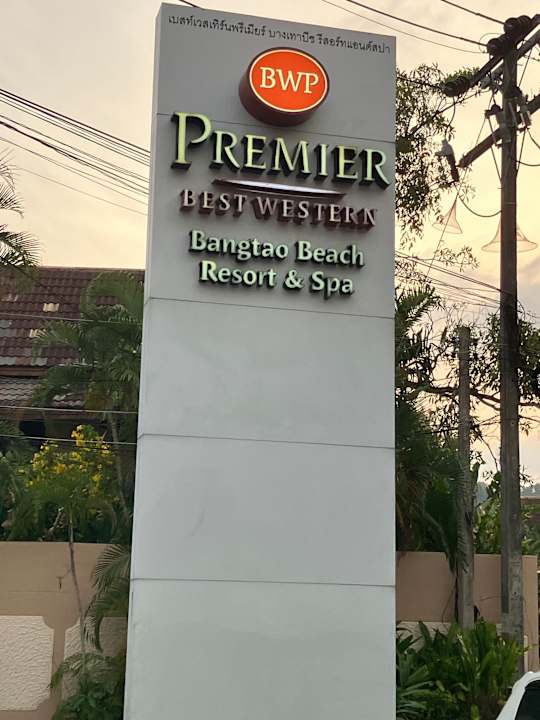 เบสท์เวสเทิร์นพรีเมียร์ บางเทาบีช รีสอร์ทแอนด์สปา
BWP
PREMIER
BEST WESTERN
Bangtao Beach
Resort & Spa